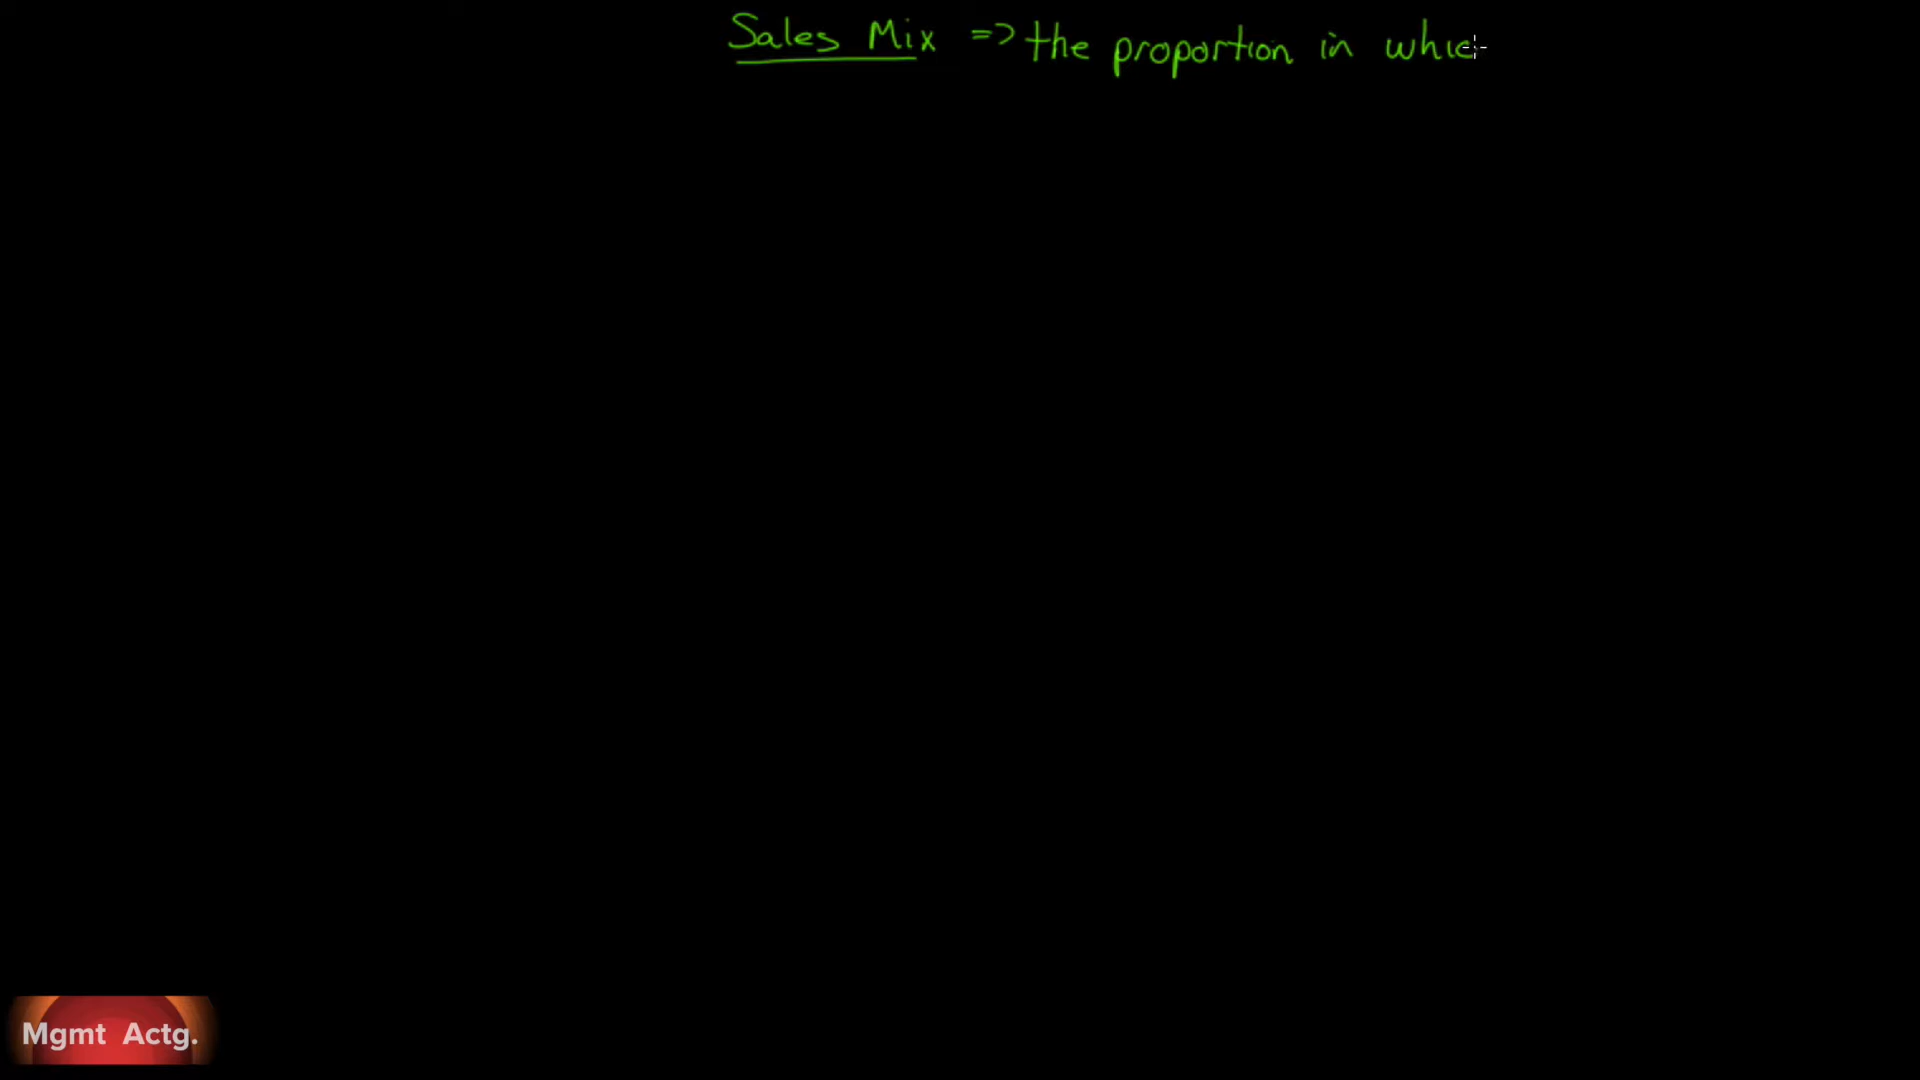 Sales Mix => the proportion in whic
Mgmt Actg.